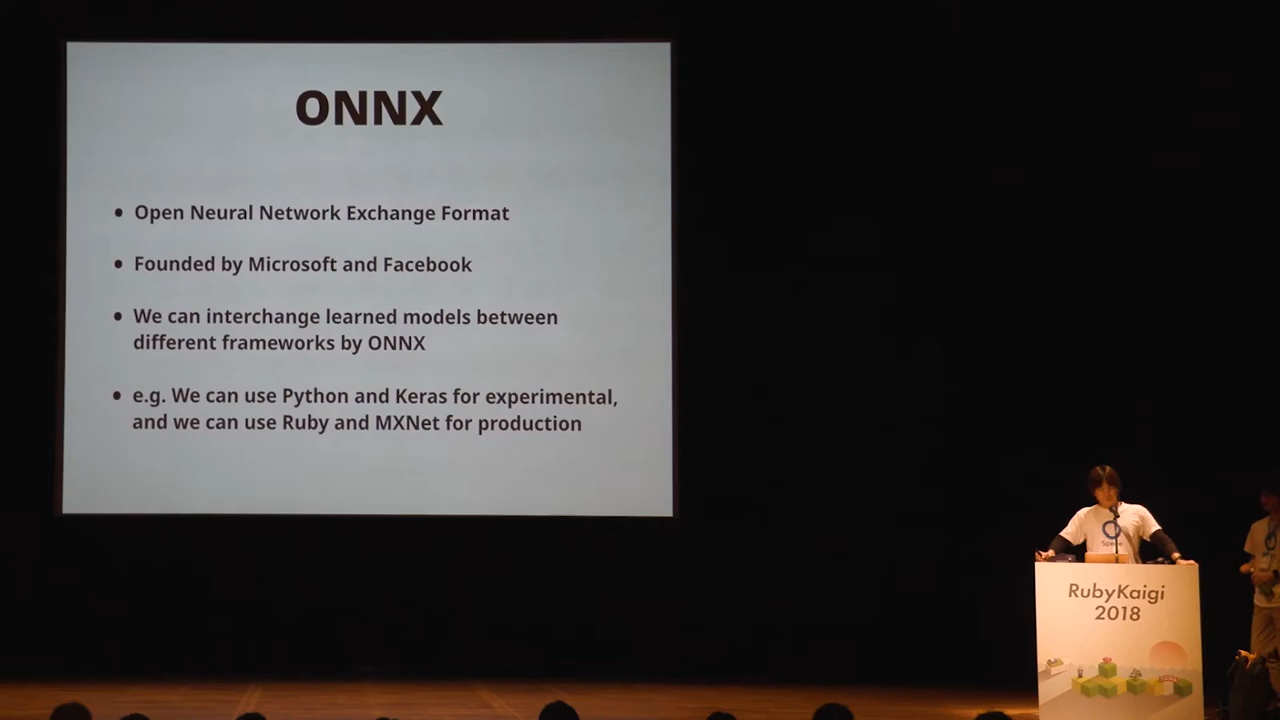 ONNX
• Open Neural Network Exchange Format
• Founded by Microsoft and Facebook
• We can interchange learned models between
different frameworks by ONNX
• e.g. We can use Python and Keras for experimental,
and we can use Ruby and MXNet for production
RubyKaigi
2018